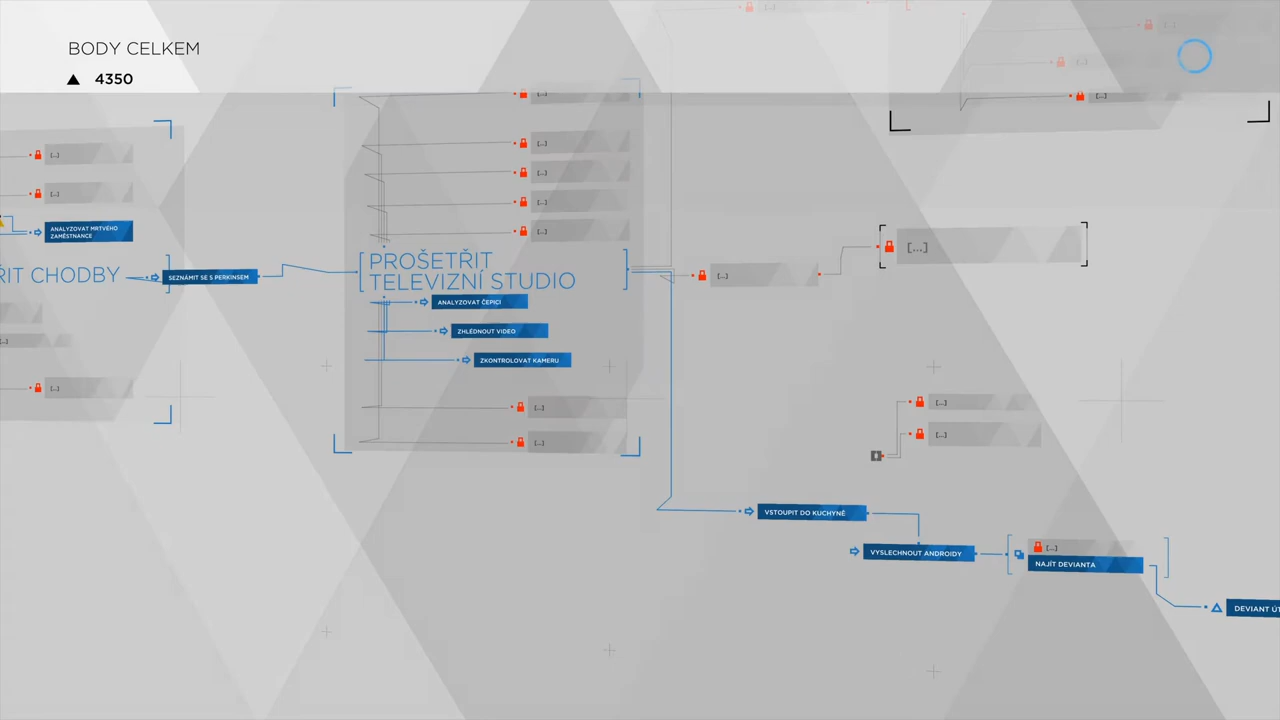 BODY CELKEM
4350
[...]
[...]
[...]
[...]
[...]
[...]
[...]
[...]
[...]
[...]
ANALYZOVAT MRTVÉHO
ZAMĚSTNANCE
ŘIT CHODBY
SEZNÁMIT SE S PERKINSEM
PROŠETŘIT
TELEVIZNÍ STUDIO
[...]
[...]
ANALYZOVAT ČEPICI
ZHLÉDNOUT VIDEO
ZKONTROLOVAT KAMERU
[...]
[...]
[...]
[...]
[...]
[...]
VSTOUPIT DO KUCHYNĚ
VYSLECHNOUT ANDROIDY
[...]
NAJÍT DEVIANTA
DEVIANT ÚT